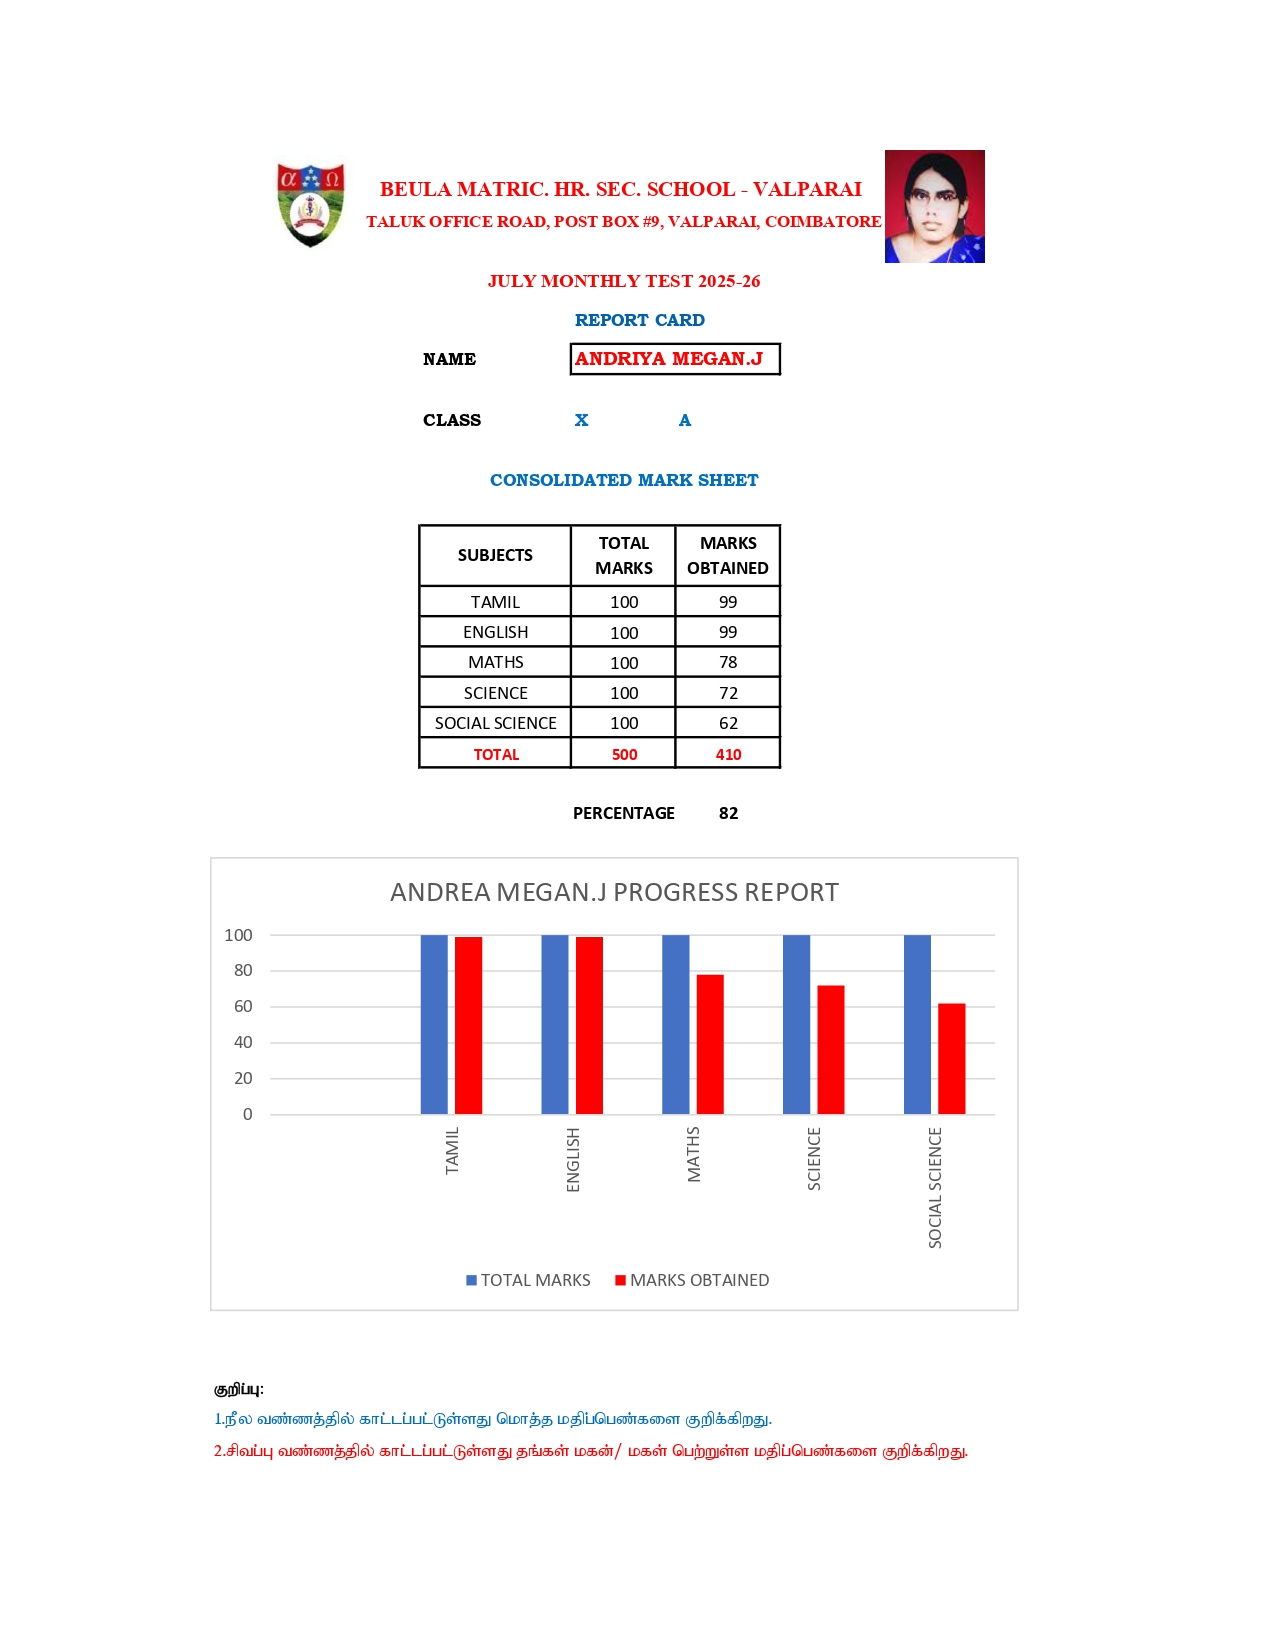 α Ω
BEULA MATRIC. HR. SEC. SCHOOL - VALPARAI
TALUK OFFICE ROAD, POST BOX #9, VALPARAI, COIMBATORE
JULY MONTHLY TEST 2025-26
REPORT CARD
NAME ANDRIYA MEGAN.J
CLASS X A
CONSOLIDATED MARK SHEET
SUBJECTS TOTAL MARKS MARKS OBTAINED
TAMIL 100 99
ENGLISH 100 99
MATHS 100 78
SCIENCE 100 72
SOCIAL SCIENCE 100 62
TOTAL 500 410
PERCENTAGE 82
ANDREA MEGAN.J PROGRESS REPORT
100
80
60
40
20
0
TAMIL ENGLISH MATHS SCIENCE SOCIAL SCIENCE
TOTAL MARKS MARKS OBTAINED
குறிப்பு:
1.நீல வண்ணத்தில் காட்டப்பட்டுள்ளது மொத்த மதிப்பெண்களை குறிக்கிறது.
2.சிவப்பு வண்ணத்தில் காட்டப்பட்டுள்ளது தங்கள் மகன்/ மகள் பெற்றுள்ள மதிப்பெண்களை குறிக்கிறது.